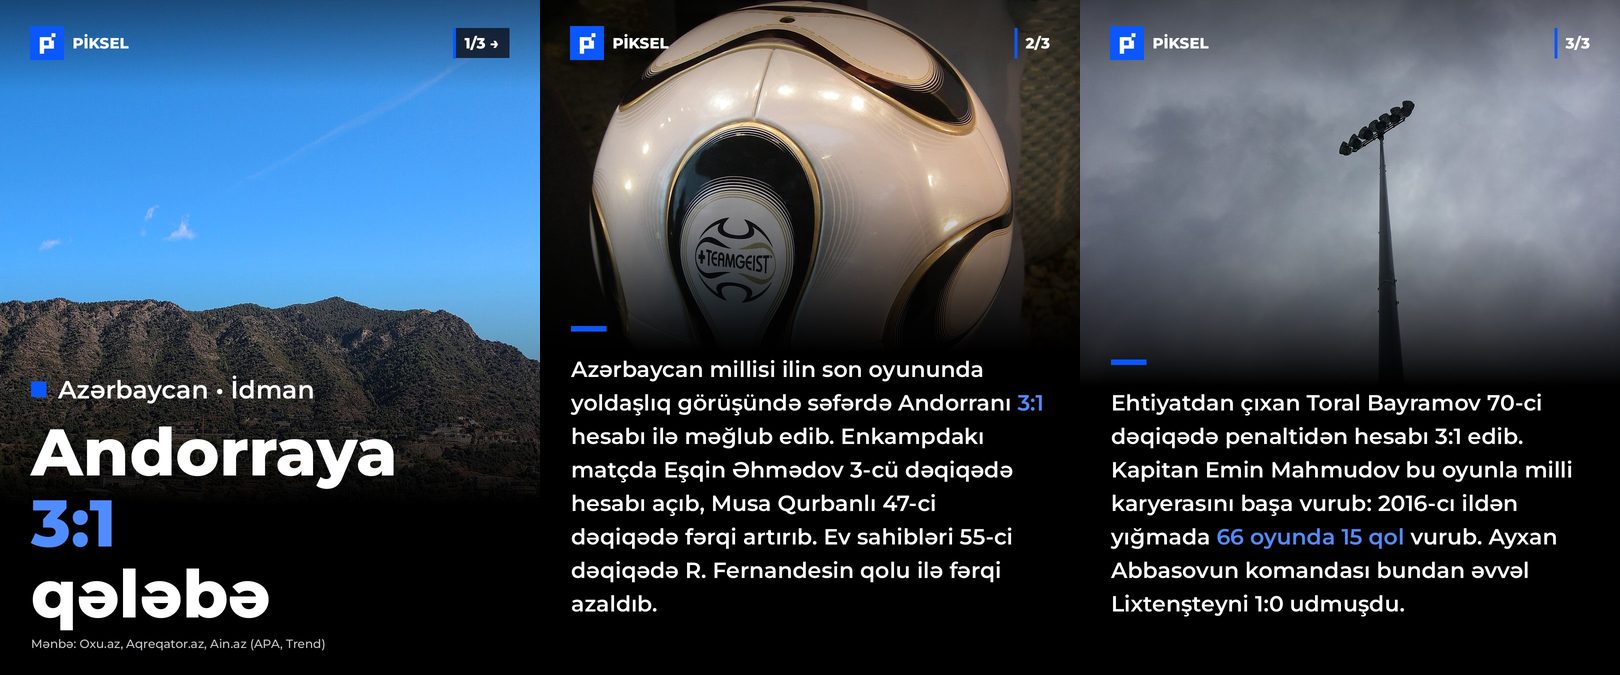 PİKSEL
1/3 →
Azərbaycan • İdman
Andorraya
3:1
qələbə
Mənbə: Oxu.az, Aqreqator.az, Ain.az (APA, Trend)
PİKSEL
2/3
+TEAMGEIST
Azərbaycan millisi ilin son oyununda
yoldaşlıq görüşündə səfərdə Andorranı 3:1
hesabı ilə məğlub edib. Enkampdakı
matçda Eşqin Əhmədov 3-cü dəqiqədə
hesabı açıb, Musa Qurbanlı 47-ci
dəqiqədə fərqi artırıb. Ev sahibləri 55-ci
dəqiqədə R. Fernandesin qolu ilə fərqi
azaldıb.
PİKSEL
3/3
Ehtiyatdan çıxan Toral Bayramov 70-ci
dəqiqədə penaltidən hesabı 3:1 edib.
Kapitan Emin Mahmudov bu oyunla milli
karyerasını başa vurub: 2016-cı ildən
yığmada 66 oyunda 15 qol vurub. Ayxan
Abbasovun komandası bundan əvvəl
Lixtenşteyni 1:0 udmuşdu.